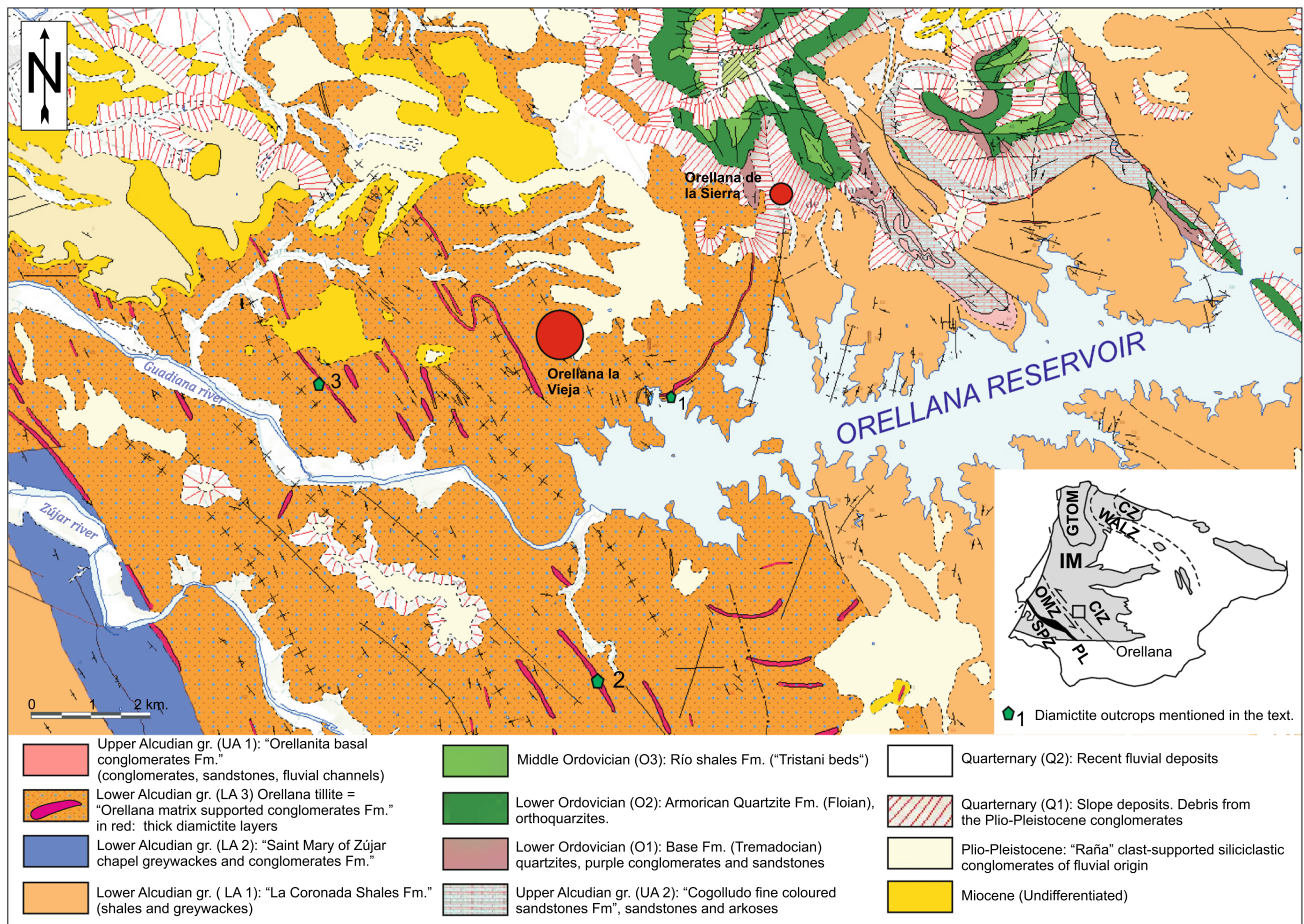 N
Orellana de
la Sierra
Orellana la
Vieja
Guadiana river
Zújar river
ORELLANA RESERVOIR
3
1
2
0 1 2 km.
GTOM
CZ
WALZ
IM
OMZ
CIZ
SPZ
PL
Orellana
1 Diamictite outcrops mentioned in the text.
Upper Alcudian gr. (UA 1): “Orellanita basal
conglomerates Fm.”
(conglomerates, sandstones, fluvial channels)
Lower Alcudian gr. (LA 3) Orellana tillite =
“Orellana matrix supported conglomerates Fm.”
in red: thick diamictite layers
Lower Alcudian gr. (LA 2): “Saint Mary of Zújar
chapel greywackes and conglomerates Fm.”
Lower Alcudian gr. ( LA 1): “La Coronada Shales Fm.”
(shales and greywackes)
Middle Ordovician (O3): Río shales Fm. (“Tristani beds“)
Lower Ordovician (O2): Armorican Quartzite Fm. (Floian),
orthoquarzites.
Lower Ordovician (O1): Base Fm. (Tremadocian)
quartzites, purple conglomerates and sandstones
Upper Alcudian gr. (UA 2): “Cogolludo fine coloured
sandstones Fm”, sandstones and arkoses
Quarternary (Q2): Recent fluvial deposits
Quarternary (Q1): Slope deposits. Debris from
the Plio-Pleistocene conglomerates
Plio-Pleistocene: “Raña” clast-supported siliciclastic
conglomerates of fluvial origin
Miocene (Undifferentiated)